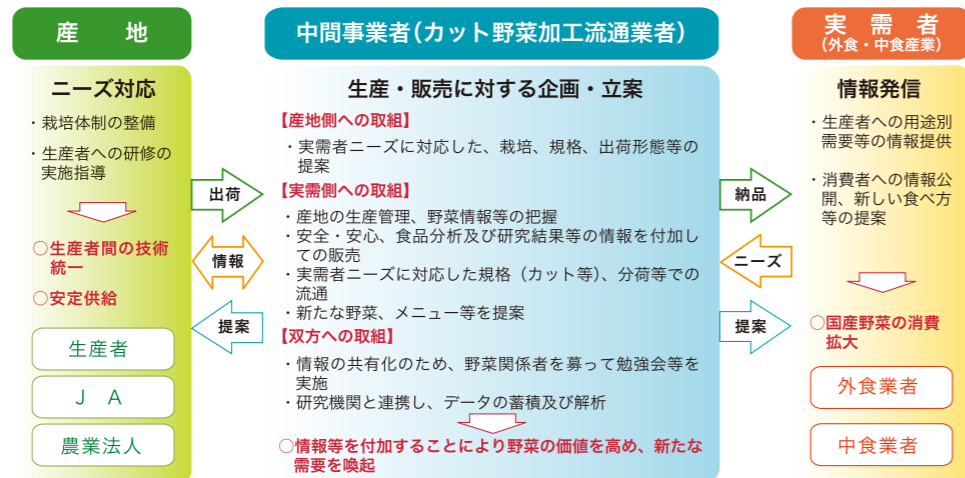 産 地
ニーズ対応
・栽培体制の整備
・生産者への研修の
実施指導
○生産者間の技術
統一
○安定供給
生産者
J A
農業法人
出荷
情報
提案
中間事業者(カット野菜加工流通業者)
生産・販売に対する企画・立案
【産地側への取組】
・実需者ニーズに対応した、栽培、規格、出荷形態等の
提案
【実需側への取組】
・産地の生産管理、野菜情報等の把握
・安全・安心、食品分析及び研究結果等の情報を付加し
ての販売
・実需者ニーズに対応した規格(カット等)、分荷等での
流通
・新たな野菜、メニュー等を提案
【双方への取組】
・情報の共有化のため、野菜関係者を募って勉強会等を
実施
・研究機関と連携し、データの蓄積及び解析
○情報等を付加することにより野菜の価値を高め、新たな
需要を喚起
納品
ニーズ
提案
実 需 者
(外食・中食産業)
情報発信
・生産者への用途別
需要等の情報提供
・消費者への情報公
開、新しい食べ方
等の提案
○国産野菜の消費
拡大
外食業者
中食業者